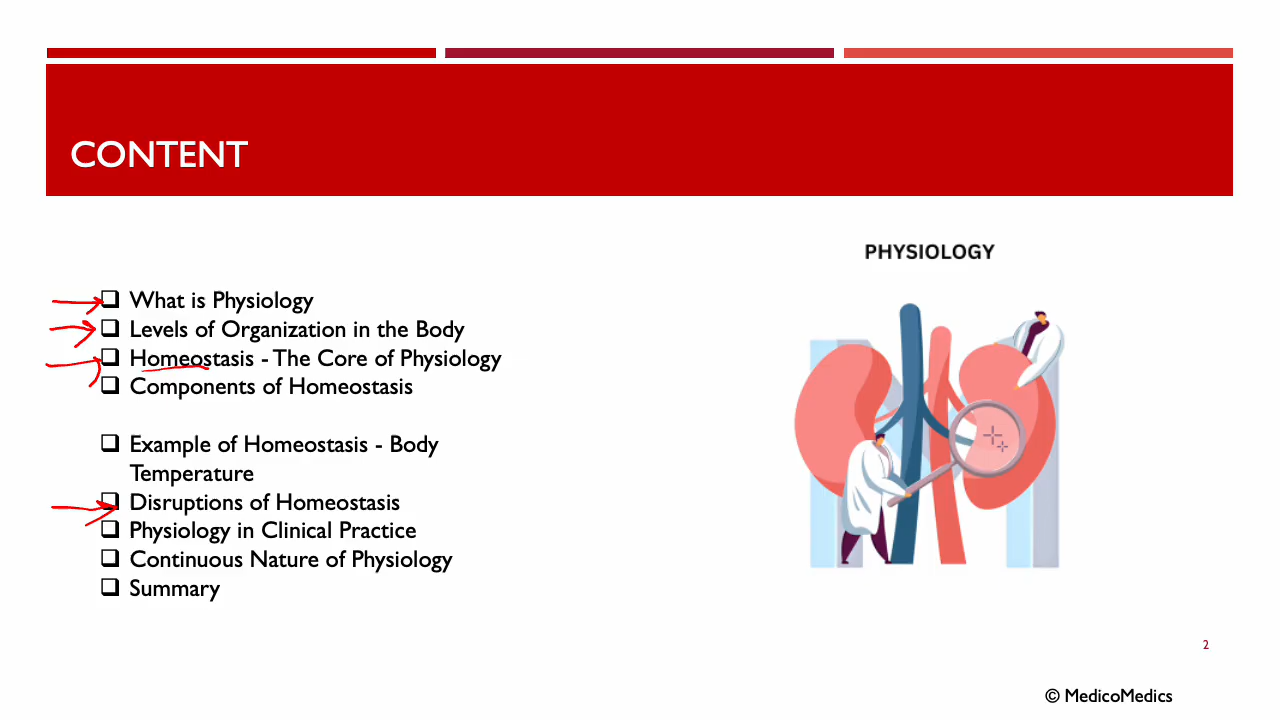 CONTENT
PHYSIOLOGY
What is Physiology
Levels of Organization in the Body
Homeostasis - The Core of Physiology
Components of Homeostasis
Example of Homeostasis - Body
Temperature
Disruptions of Homeostasis
Physiology in Clinical Practice
Continuous Nature of Physiology
Summary
2
© MedicoMedics